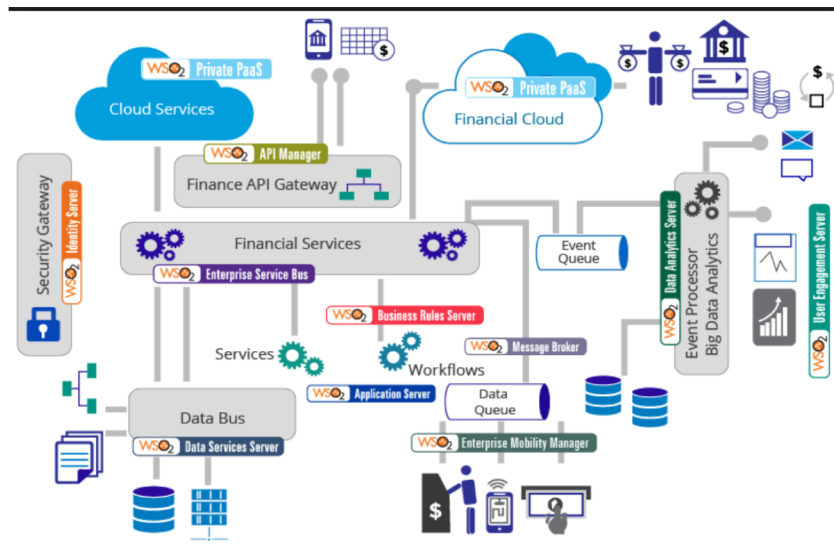 WSO2 Private PaaS
Cloud Services
WSO2 API Manager
Finance API Gateway
WSO2 Private PaaS
Financial Cloud
$
$
$
$
$
Security Gateway
WSO2 Identity Server
Financial Services
WSO2 Enterprise Service Bus
Event
Queue
WSO2 Data Analytics Server
Event Processor
Big Data Analytics
WSO2 User Engagement Server
WSO2 Business Rules Server
Services
Workflows
WSO2 Message Broker
WSO2 Application Server
Data
Queue
Data Bus
WSO2 Data Services Server
WSO2 Enterprise Mobility Manager
$